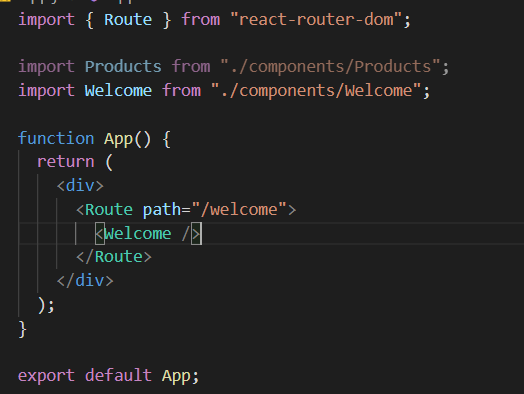 import { Route } from "react-router-dom";
import Products from "./components/Products";
import Welcome from "./components/Welcome";
function App() {
return (
<div>
<Route path="/welcome">
<Welcome />
</Route>
</div>
);
}
export default App;